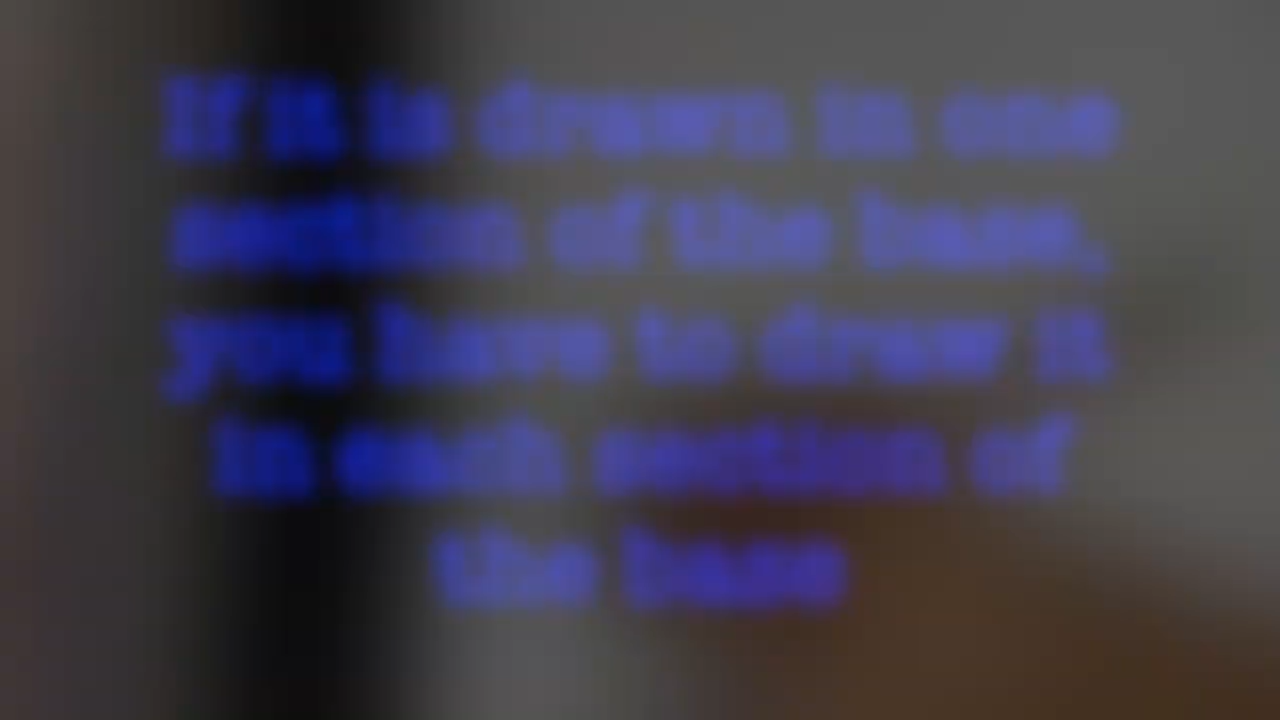 If it is drawn in one
section of the base,
you have to draw it
in each section of
the base